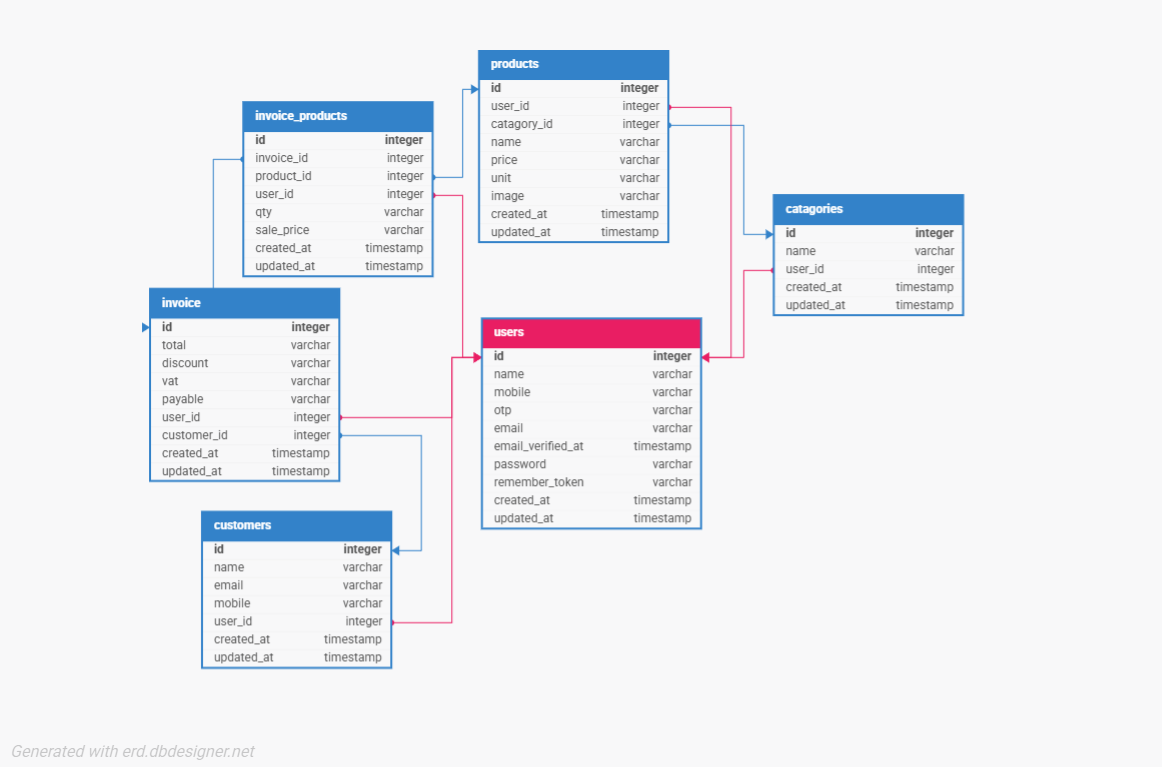 products
id integer
user_id integer
catagory_id integer
name varchar
price varchar
unit varchar
image varchar
created_at timestamp
updated_at timestamp
invoice_products
id integer
invoice_id integer
product_id integer
user_id integer
qty varchar
sale_price varchar
created_at timestamp
updated_at timestamp
catagories
id integer
name varchar
user_id integer
created_at timestamp
updated_at timestamp
invoice
id integer
total varchar
discount varchar
vat varchar
payable varchar
user_id integer
customer_id integer
created_at timestamp
updated_at timestamp
users
id integer
name varchar
mobile varchar
otp varchar
email varchar
email_verified_at timestamp
password varchar
remember_token varchar
created_at timestamp
updated_at timestamp
customers
id integer
name varchar
email varchar
mobile varchar
user_id integer
created_at timestamp
updated_at timestamp
Generated with erd.dbdesigner.net